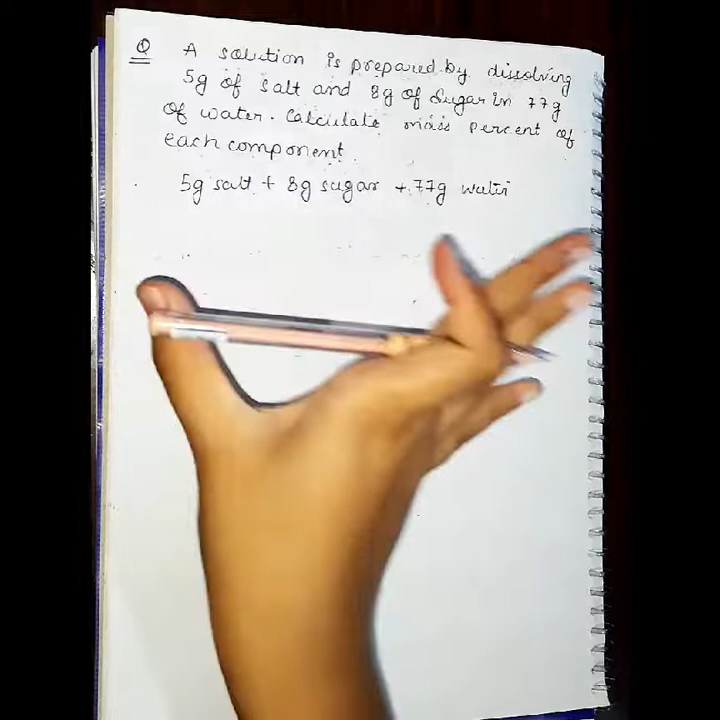 Q A solution is prepared by dissolving
5g of salt and 8g of Sugar in 77g
of water. Calculate mass percent of
each component.
5g salt + 8g sugar + 77g water